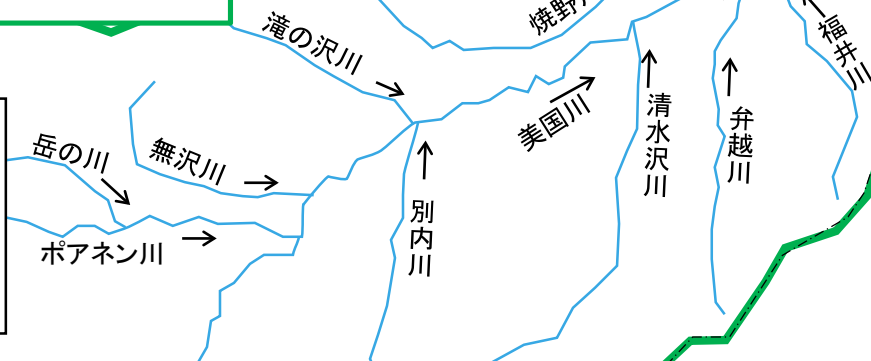 焼野川
滝の沢川
福井川
美国川
清水沢川
弁越川
岳の川
無沢川
別内川
ポアネン川